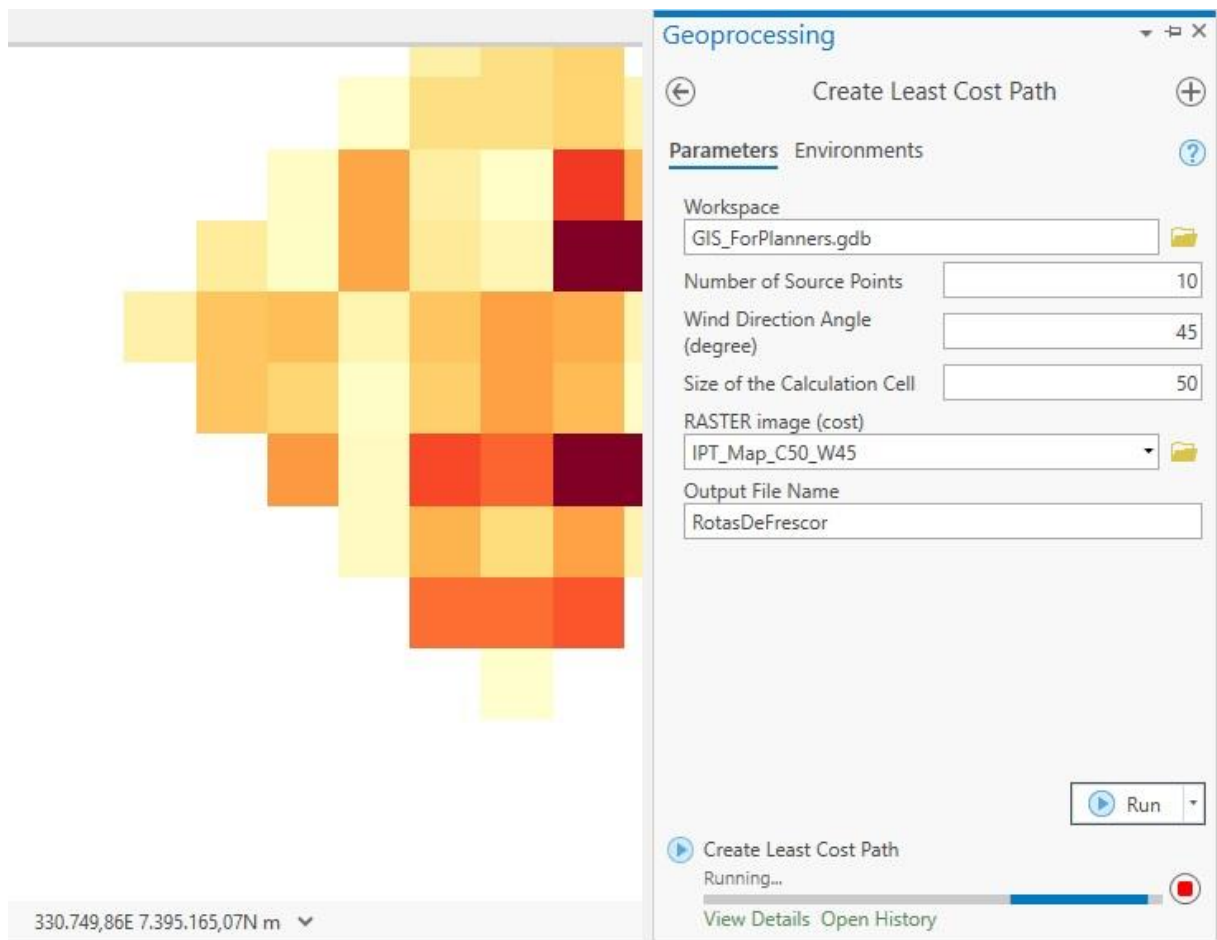 Geoprocessing
Create Least Cost Path
Parameters Environments
Workspace
GIS_ForPlanners.gdb
Number of Source Points 10
Wind Direction Angle
(degree) 45
Size of the Calculation Cell 50
RASTER image (cost)
IPT_Map_C50_W45
Output File Name
RotasDeFrescor
Run
Create Least Cost Path
Running...
View Details Open History
330.749,86E 7.395.165,07N m